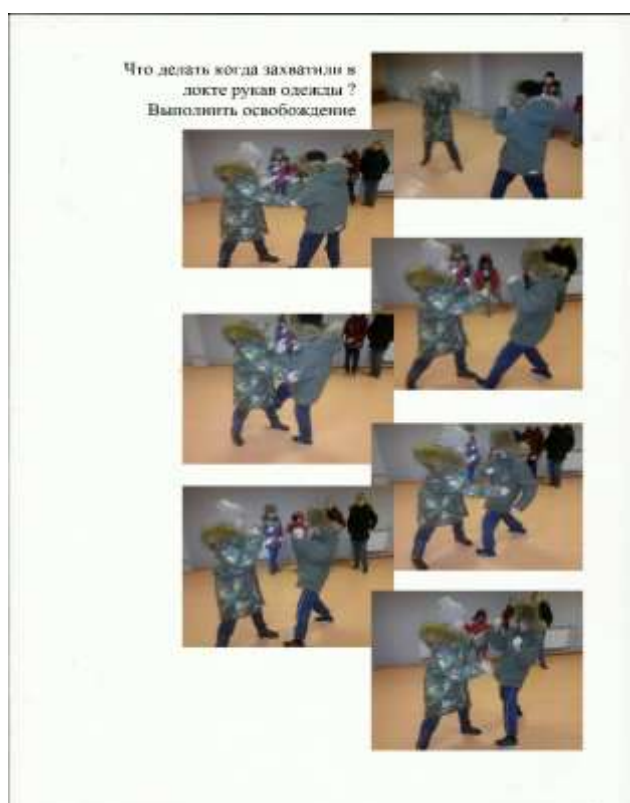 Что делать когда захватили в
локте рукав одежды ?
Выполнить освобождение